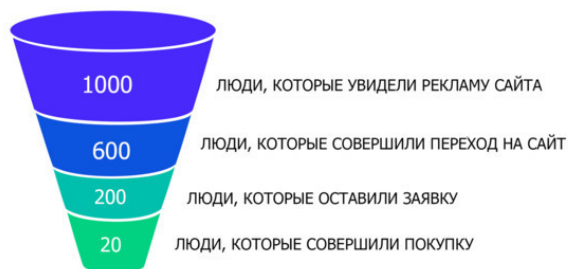 1000 ЛЮДИ, КОТОРЫЕ УВИДЕЛИ РЕКЛАМУ САЙТА
600 ЛЮДИ, КОТОРЫЕ СОВЕРШИЛИ ПЕРЕХОД НА САЙТ
200 ЛЮДИ, КОТОРЫЕ ОСТАВИЛИ ЗАЯВКУ
20 ЛЮДИ, КОТОРЫЕ СОВЕРШИЛИ ПОКУПКУ